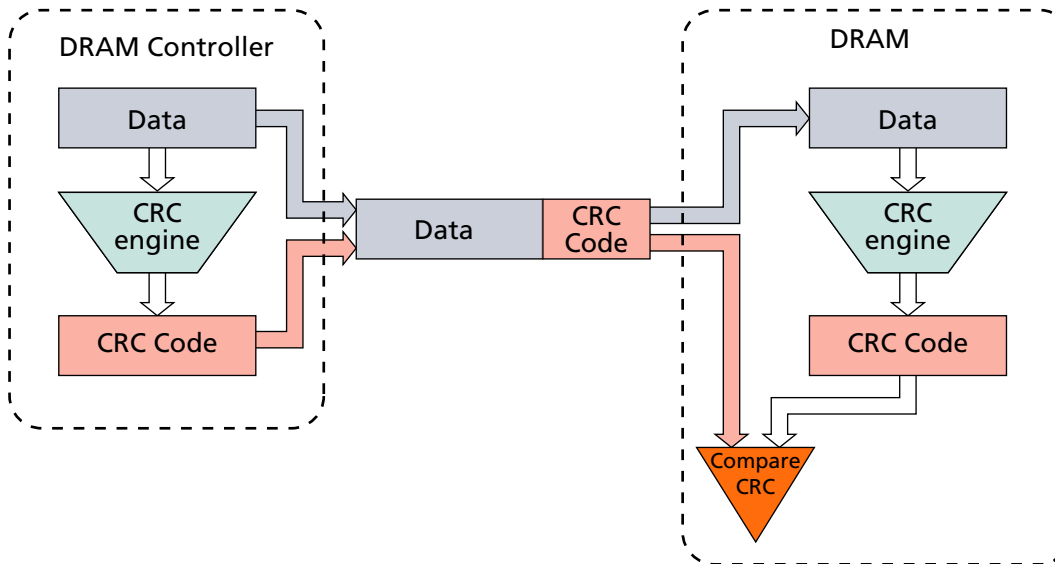 DRAM Controller
Data
CRC
engine
CRC Code
Data
CRC
Code
DRAM
Data
CRC
engine
CRC Code
Compare
CRC